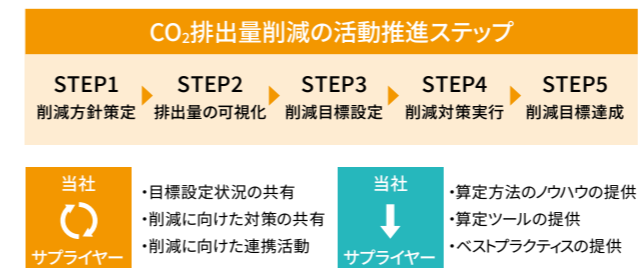 CO₂排出量削減の活動推進ステップ
STEP1 STEP2 STEP3 STEP4 STEP5
削減方針策定 排出量の可視化 削減目標設定 削減対策実行 削減目標達成
当社
サプライヤー
・目標設定状況の共有
・削減に向けた対策の共有
・削減に向けた連携活動
当社
サプライヤー
・算定方法のノウハウの提供
・算定ツールの提供
・ベストプラクティスの提供